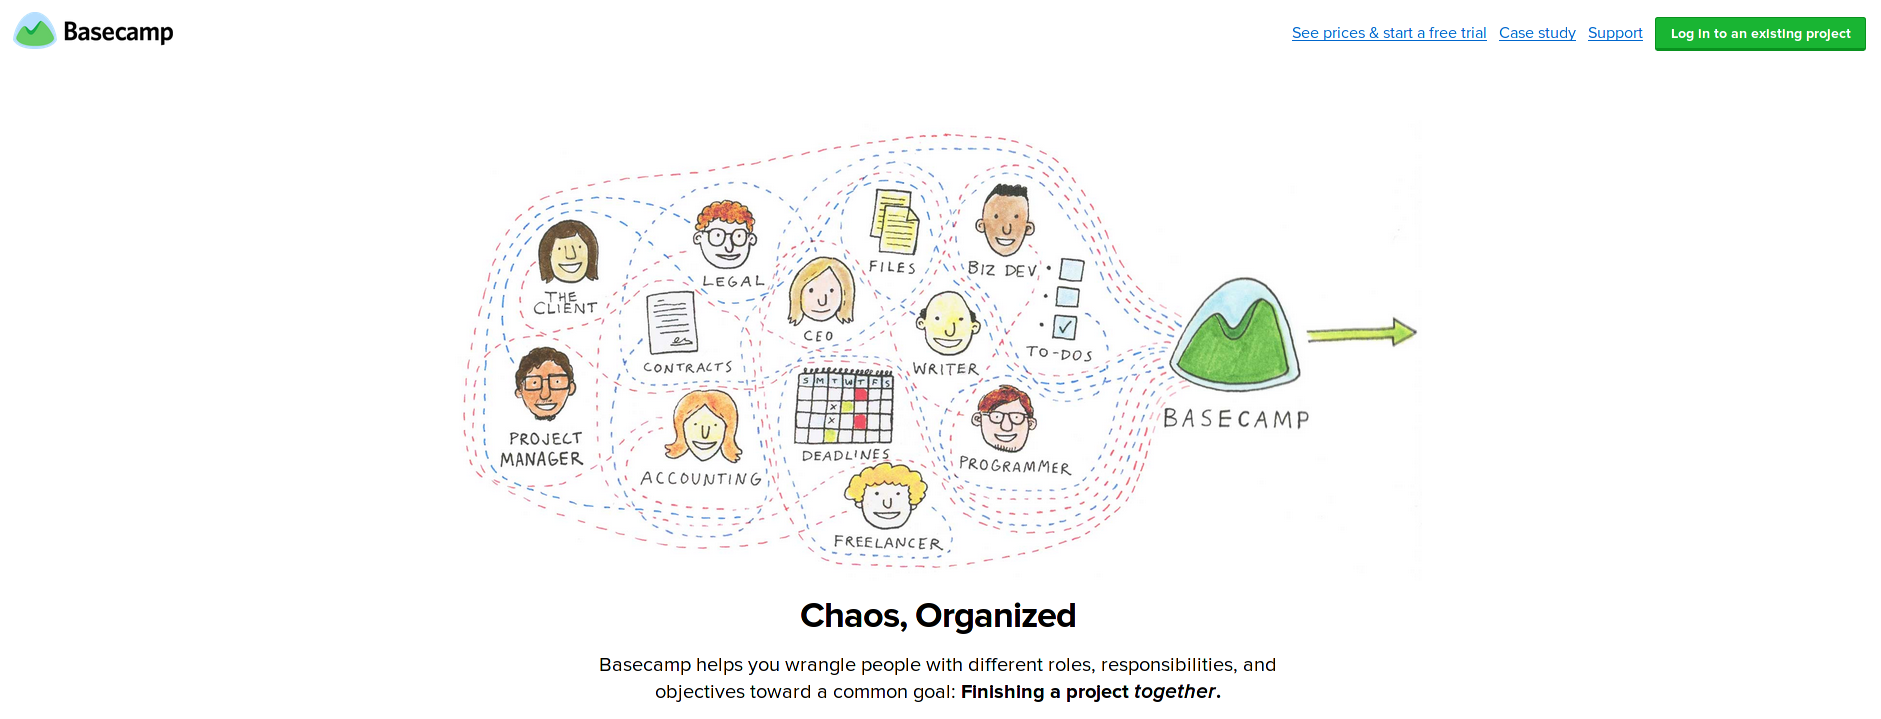 Basecamp
See prices & start a free trial
Case study
Support
Log in to an existing project
FILES
BIZ DEV
LEGAL
THE
CLIENT
CEO
TO-DOS
CONTRACTS
WRITER
S M T W T F S
BASECAMP
PROJECT
MANAGER
DEADLINES
PROGRAMMER
ACCOUNTING
FREELANCER
Chaos, Organized
Basecamp helps you wrangle people with different roles, responsibilities, and
objectives toward a common goal: Finishing a project together.